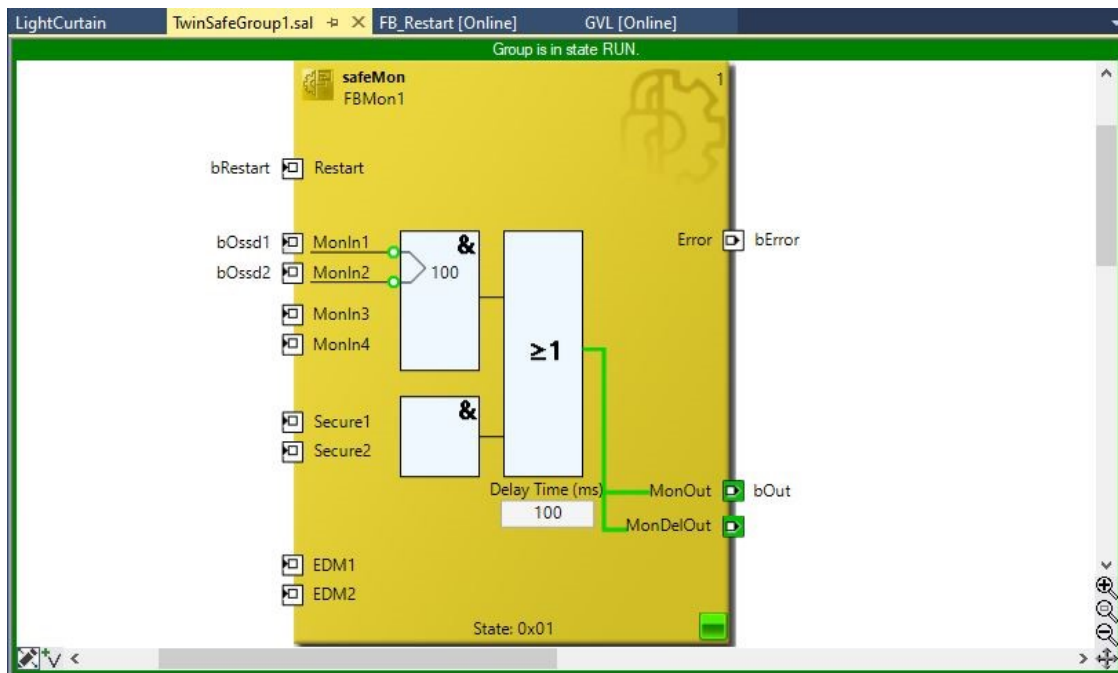 LightCurtain TwinSafeGroup1.sal FB_Restart [Online] GVL [Online]
Group is in state RUN.
safeMon 1
FBMon1
bRestart Restart
bOssd1 MonIn1 & Error bError
bOssd2 MonIn2 100
MonIn3
MonIn4 ≥1
Secure1 &
Secure2
Delay Time (ms) MonOut bOut
100
MonDelOut
EDM1
EDM2
State: 0x01